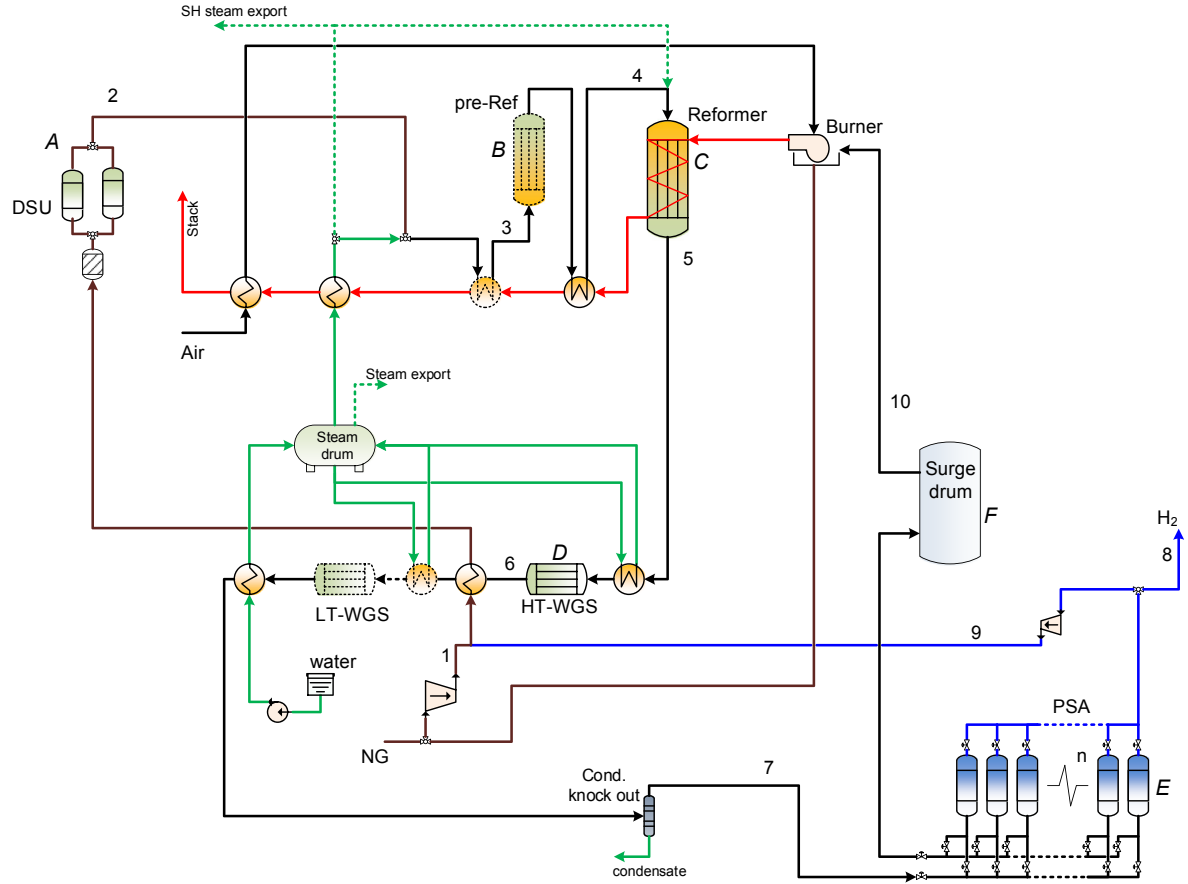 SH steam export
2
4
pre-Ref
Reformer
Burner
A
B
C
DSU
Stack
3
5
Air
Steam export
10
Steam
drum
Surge
drum
F
H2
8
D
6
LT-WGS
HT-WGS
9
1
water
PSA
NG
n
E
Cond.
knock out
7
condensate